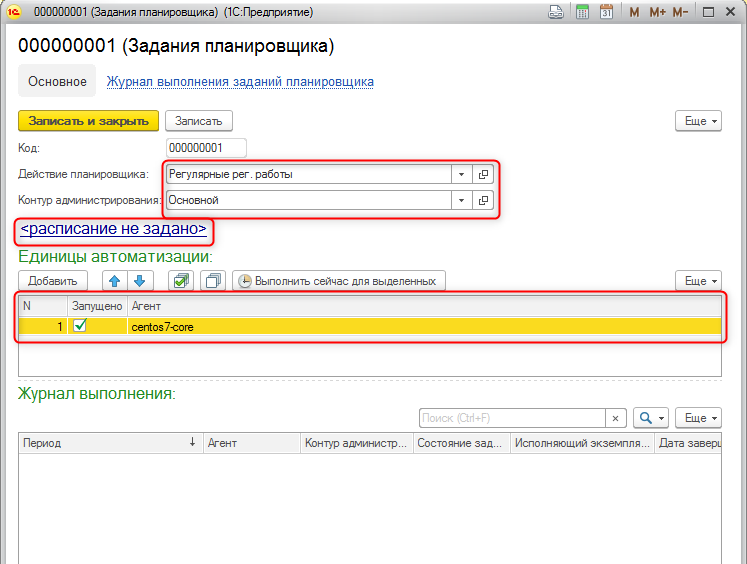 000000001 (Задания планировщика) (1С:Предприятие)
31 M M+ M-
000000001 (Задания планировщика)
Основное Журнал выполнения заданий планировщика
Записать и закрыть Записать Еще
Код: 000000001
Действие планировщика: Регулярные рег. работы
Контур администрирования: Основной
<расписание не задано>
Единицы автоматизации:
Добавить Выполнить сейчас для выделенных Еще
N Запущено Агент
1 centos7-core
Журнал выполнения:
Поиск (Ctrl+F) × Еще
Период Агент Контур администр... Состояние зад... Исполняющий экземпля... Дата заверш